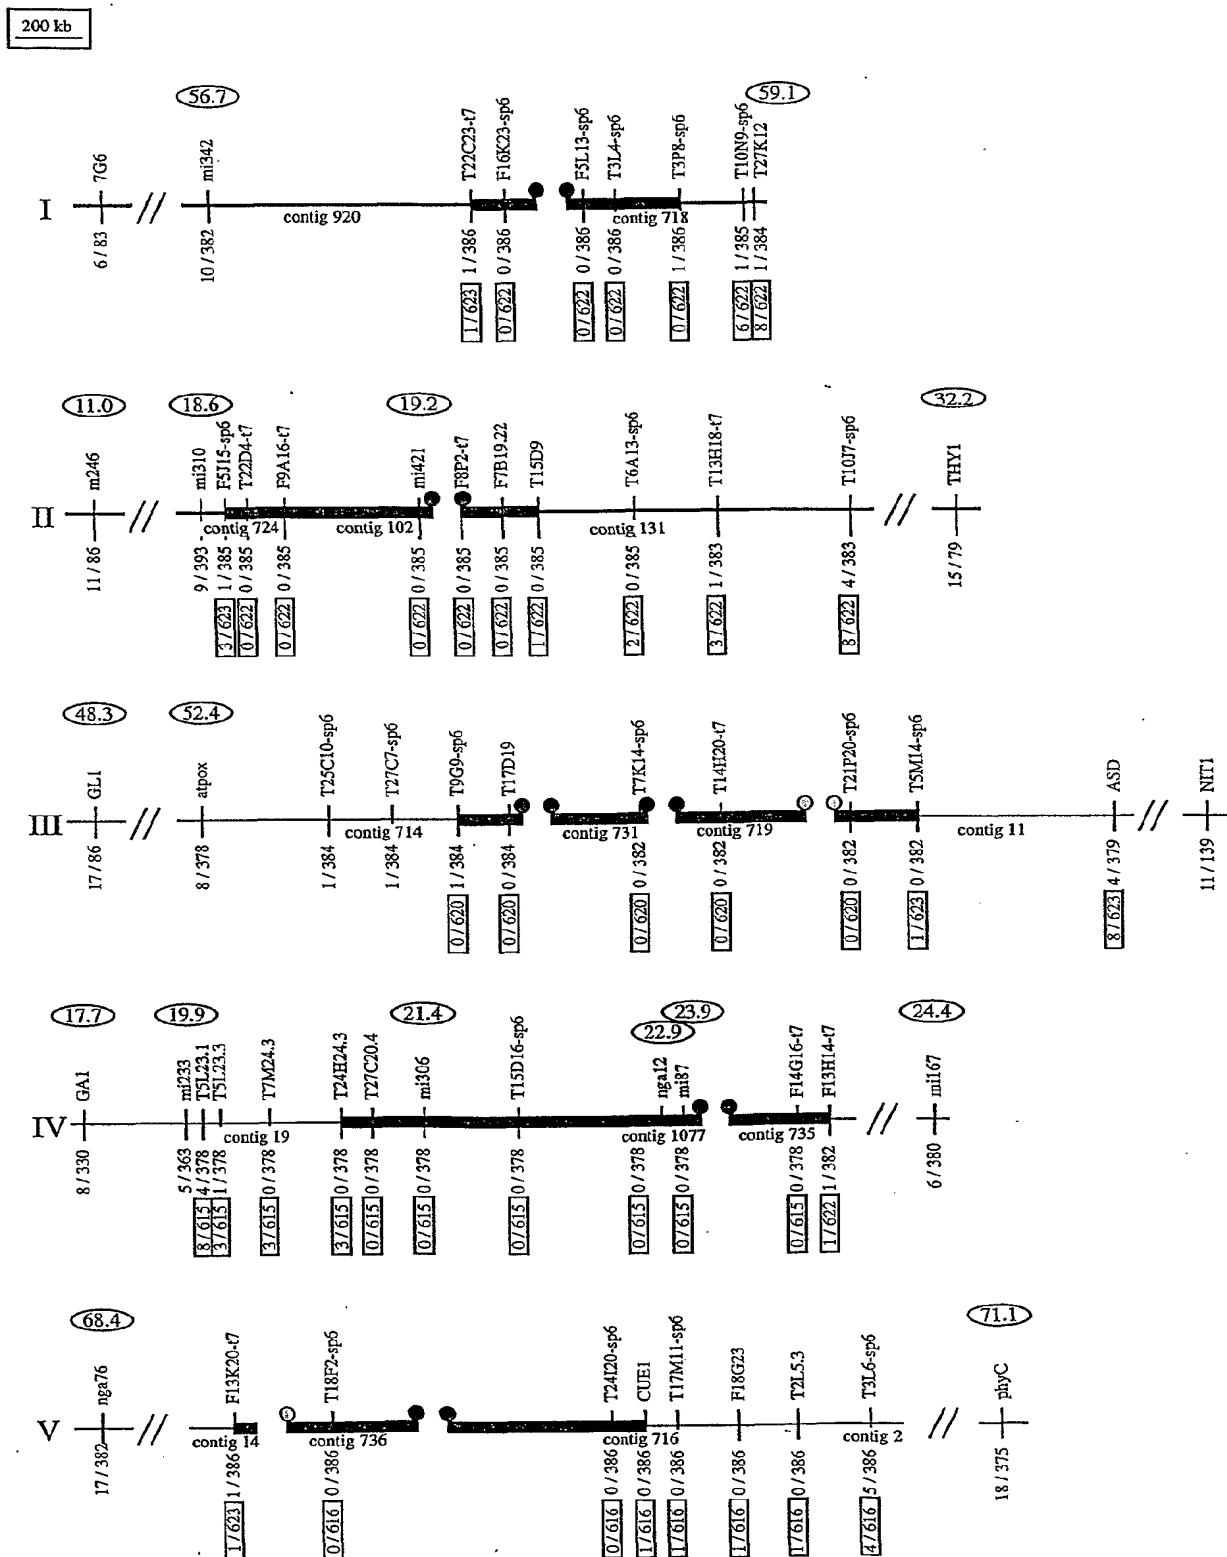 200 kb
56.7 59.1
7G6 mi342 T22C23-t7 F16K23-sp6 F5L13-sp6 T3L4-sp6 T3P8-sp6 T10N9-sp6 T27K12
I
contig 920 contig 718
6 / 83 10 / 382 1 / 386 0 / 386 0 / 386 0 / 386 1 / 386 1 / 385 1 / 384
1 / 623 0 / 622 0 / 622 0 / 622 0 / 622 6 / 622 8 / 622
11.0 18.6 19.2 32.2
m246 mi310 F5J15-sp6 T22D4-t7 F9A16-t7 mi421 F8P2-t7 F7B19.22 T15D9 T6A13-sp6 T13H18-t7 T10J7-sp6 THY1
II
contig 724 contig 102 contig 131
11 / 86 9 / 393 1 / 385 0 / 385 0 / 385 0 / 385 0 / 385 0 / 385 0 / 385 0 / 385 1 / 383 4 / 383 15 / 79
3 / 623 0 / 622 0 / 622 0 / 622 0 / 622 0 / 622 1 / 622 2 / 622 3 / 622 8 / 622
48.3 52.4
GL1 atpox T25C10-sp6 T27C7-sp6 T9G9-sp6 T17D19 T7K14-sp6 T14H20-t7 T21P20-sp6 T5M14-sp6 ASD NIT1
III
contig 714 contig 731 contig 719 contig 11
17 / 86 8 / 378 1 / 384 1 / 384 1 / 384 0 / 384 0 / 382 0 / 382 0 / 382 0 / 382 4 / 379 11 / 139
0 / 620 0 / 620 0 / 620 0 / 620 0 / 620 1 / 623 8 / 623
17.7 19.9 21.4 22.9 23.9 24.4
GA1 mi233 T5L23.1 T5L23.3 T7M24.3 T24H24.3 T27C20.4 mi306 T15D16-sp6 nga12 mi87 F14G16-t7 F13H14-t7 mi167
IV
contig 19 contig 1077 contig 735
8 / 330 5 / 363 4 / 378 1 / 378 0 / 378 0 / 378 0 / 378 0 / 378 0 / 378 0 / 378 0 / 378 0 / 378 1 / 382 6 / 380
8 / 615 3 / 615 3 / 615 3 / 615 0 / 615 0 / 615 0 / 615 0 / 615 0 / 615 0 / 615 1 / 622
68.4 71.1
nga76 F13K20-t7 T18F2-sp6 T24I20-sp6 CUE1 T17M11-sp6 F18G23 T2L5.3 T3L6-sp6 phyC
V
contig 14 contig 736 contig 716 contig 2
17 / 382 1 / 386 0 / 386 0 / 386 0 / 386 0 / 386 0 / 386 0 / 386 5 / 386 18 / 375
1 / 623 0 / 616 0 / 616 1 / 616 1 / 616 1 / 616 1 / 616 4 / 616